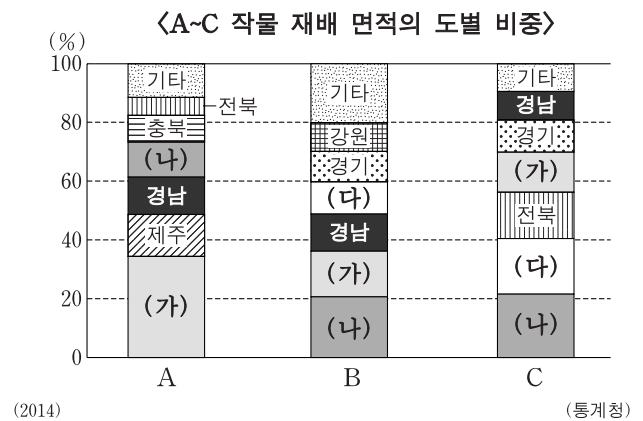 〈A~C 작물 재배 면적의 도별 비중〉
(%)
100
80
60
40
20
0
기타
전북
충북
(나)
경남
제주
(가)
기타
강원
경기
(다)
경남
(가)
(나)
기타
경남
경기
(가)
전북
(다)
(나)
A B C
(2014) (통계청)